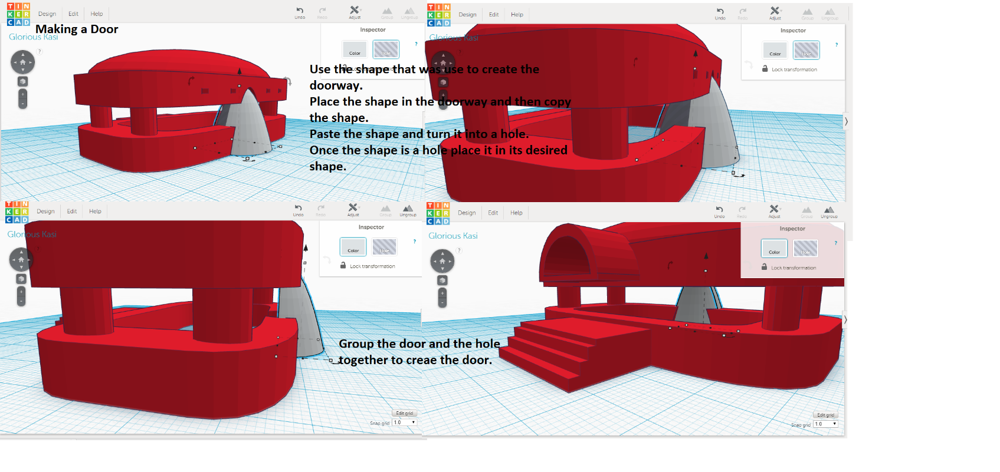 TIN
KER
CAD
Design
Edit
Help
Undo
Redo
Adjust
Group
Ungroup
Making a Door
Glorious Kasi
?
Inspector
Color
Hole
?
TIN
KER
CAD
Design
Edit
Help
Undo
Redo
Adjust
Group
Ungroup
Glorious Kasi
Inspector
Color
Hole
?
Lock transformation
Use the shape that was use to create the
doorway.
Place the shape in the doorway and then copy
the shape.
Paste the shape and turn it into a hole.
Once the shape is a hole place it in its desired
shape.
TIN
KER
CAD
Design
Edit
Help
Undo
Redo
Adjust
Group
Ungroup
Glorious Kasi
Inspector
Color
Hole
?
Lock transformation
Group the door and the hole
together to creae the door.
Edit grid
Snap grid 1.0
TIN
KER
CAD
Design
Edit
Help
Undo
Redo
Adjust
Group
Ungroup
Glorious Kasi
?
Inspector
Color
Hole
?
Lock transformation
Edit grid
Snap grid 1.0